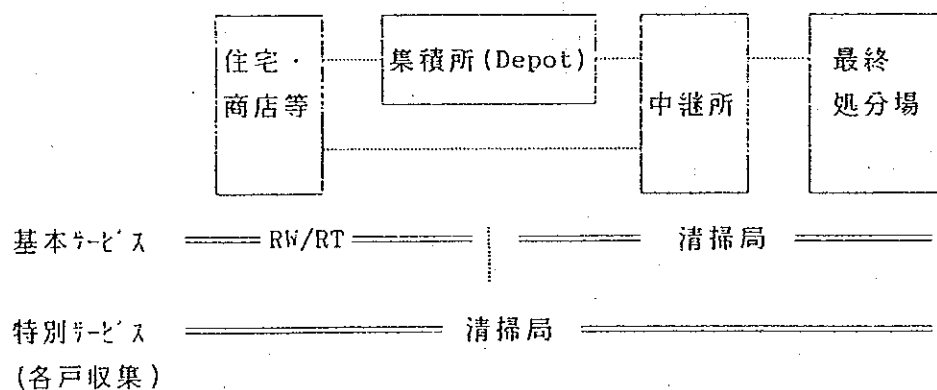 住宅・
商店等
集積所(Depot)
中継所
最終
処分場
基本サービス RW/RT 清掃局
特別サービス 清掃局
(各戸収集)